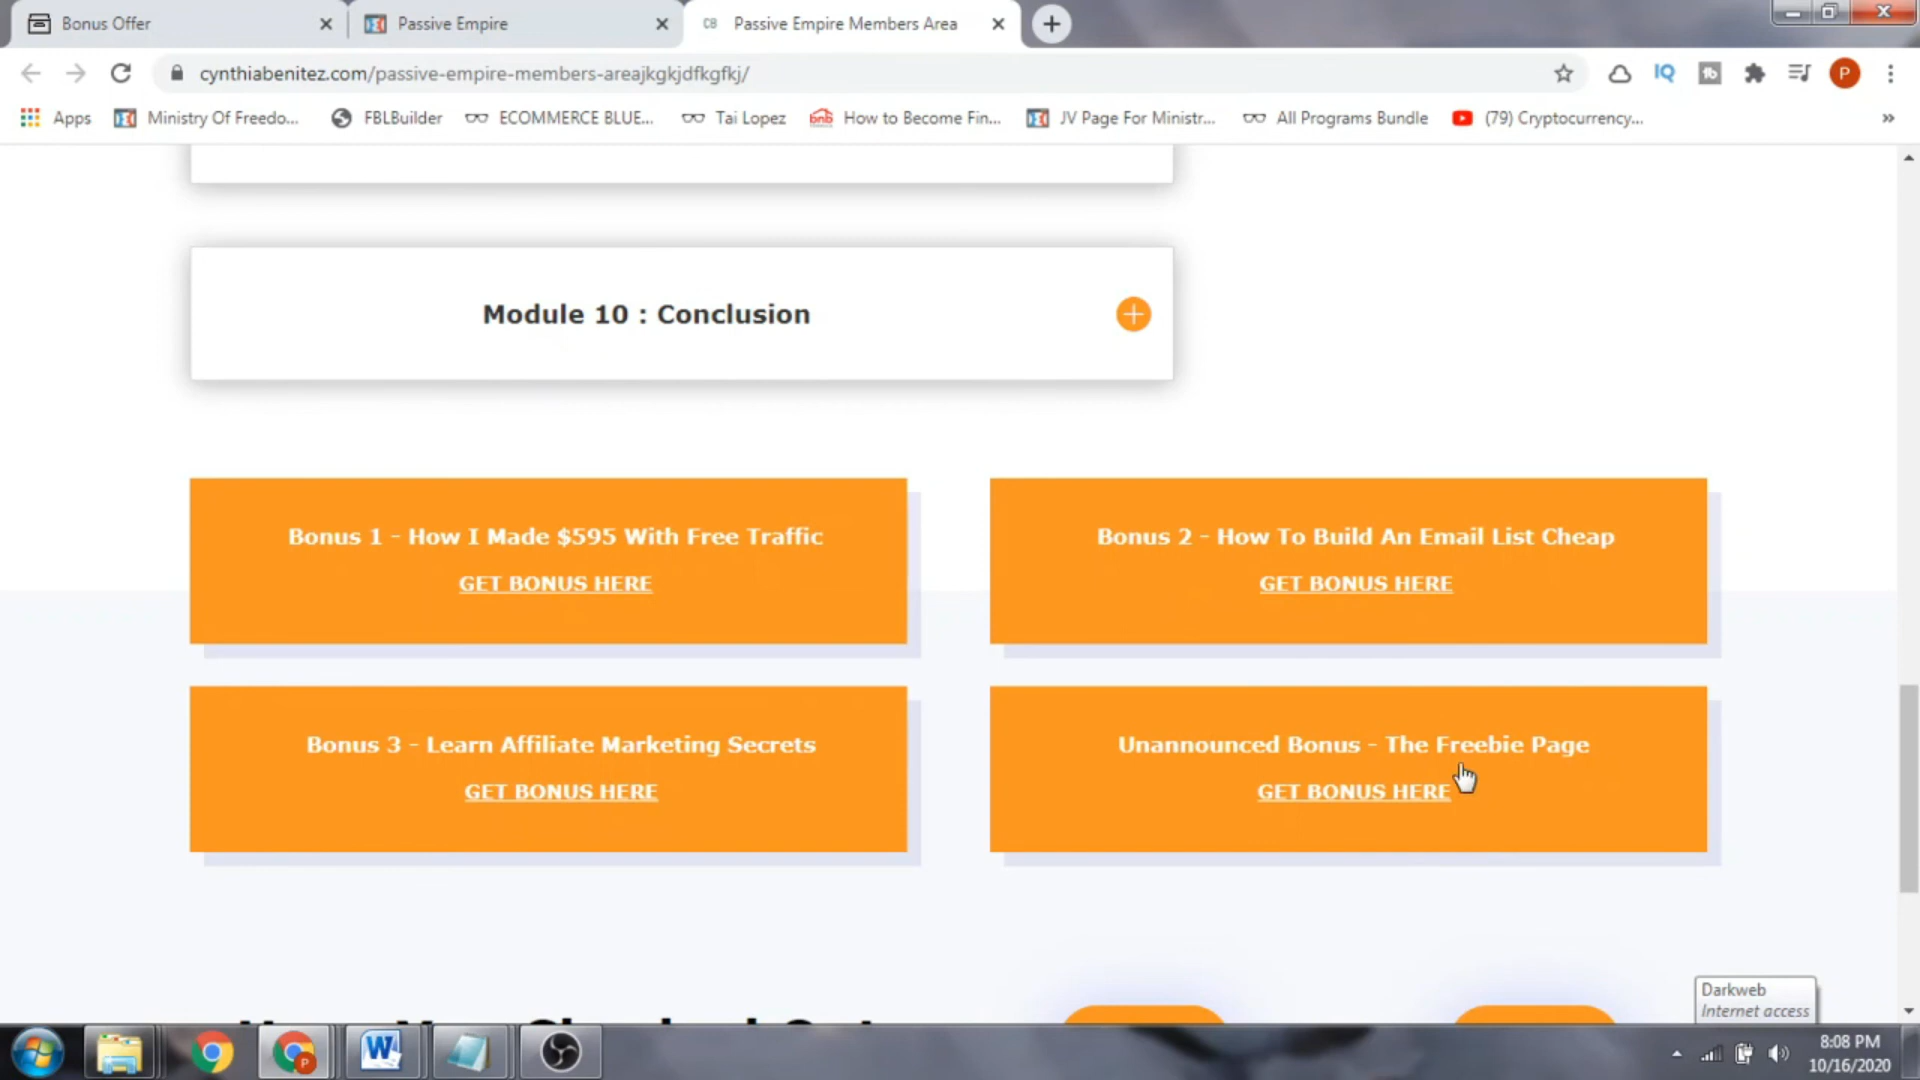 Bonus Offer
Passive Empire
CB Passive Empire Members Area
cynthiabenitez.com/passive-empire-members-areajkgkjdfkgfkj/
IQ
tb
P
Apps
Ministry Of Freedo...
FBLBuilder
ECOMMERCE BLUE...
Tai Lopez
bnb How to Become Fin...
JV Page For Ministr...
All Programs Bundle
(79) Cryptocurrency...
»
Module 10 : Conclusion
Bonus 1 - How I Made $595 With Free Traffic
GET BONUS HERE
Bonus 2 - How To Build An Email List Cheap
GET BONUS HERE
Bonus 3 - Learn Affiliate Marketing Secrets
GET BONUS HERE
Unannounced Bonus - The Freebie Page
GET BONUS HERE
Darkweb
Internet access
W
P
8:08 PM
10/16/2020